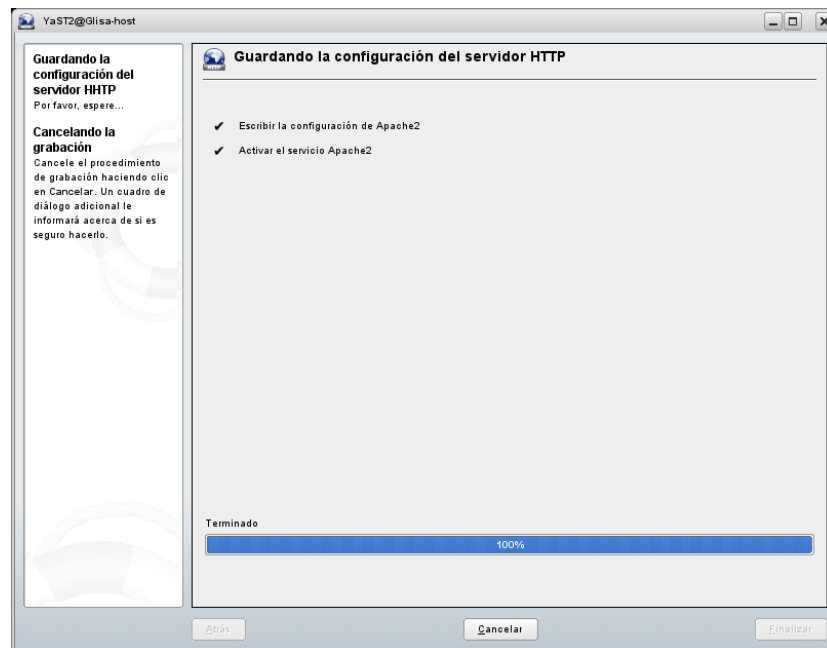 YaST2@Glisa-host
Guardando la
configuración del
servidor HHTP
Por favor, espere...
Cancelando la
grabación
Cancele el procedimiento
de grabación haciendo clic
en Cancelar. Un cuadro de
diálogo adicional le
informará acerca de si es
seguro hacerlo.
Guardando la configuración del servidor HTTP
✔ Escribir la configuración de Apache2
✔ Activar el servicio Apache2
Terminado
100%
Atrás
Cancelar
Finalizar